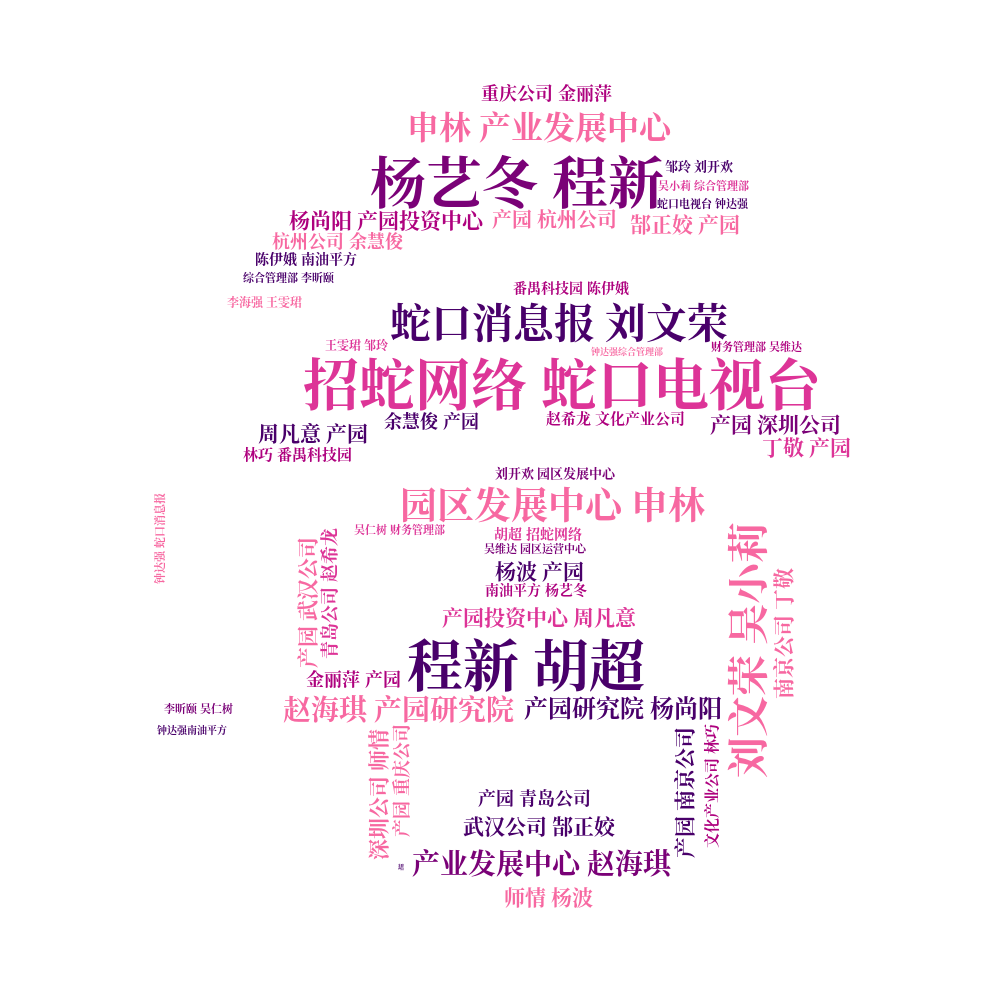 重庆公司 金丽萍
申林 产业发展中心
杨艺冬 程新
邹玲 刘开欢
吴小莉 综合管理部
蛇口电视台 钟达强
杨尚阳 产园投资中心
产园 杭州公司
郜正姣 产园
杭州公司 余慧俊
陈伊娥 南油平方
综合管理部 李昕颐
番禺科技园 陈伊娥
李海强 王雯珺
蛇口消息报 刘文荣
王雯珺 邹玲
钟达强综合管理部
财务管理部 吴维达
招蛇网络 蛇口电视台
余慧俊 产园
赵希龙 文化产业公司
产园 深圳公司
周凡意 产园
丁敬 产园
林巧 番禺科技园
刘开欢 园区发展中心
园区发展中心 申林
钟达强 蛇口消息报
吴仁树 财务管理部
胡超 招蛇网络
吴维达 园区运营中心
产园 武汉公司
青岛公司 赵希龙
杨波 产园
南油平方 杨艺冬
刘文荣 吴小莉
南京公司 丁敬
产园投资中心 周凡意
程新 胡超
金丽萍 产园
赵海琪 产园研究院
产园研究院 杨尚阳
李昕颐 吴仁树
钟达强南油平方
深圳公司 师情
产园 重庆公司
产园 南京公司
文化产业公司 林巧
产园 青岛公司
武汉公司 郜正姣
产业发展中心 赵海琪
珺
师情 杨波